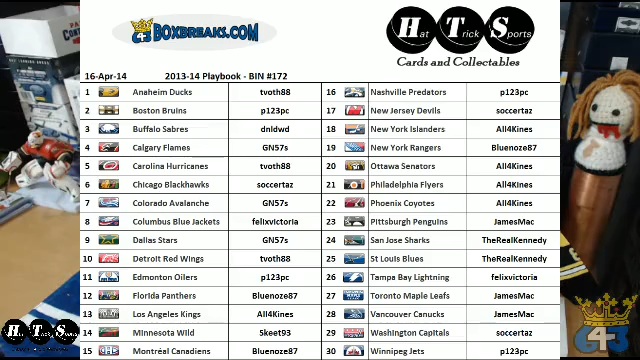 643 BOXBREAKS.COM
Hat Trick Sports
Cards and Collectables
16-Apr-14 2013-14 Playbook - BIN #172
1 Anaheim Ducks tvoth88 16 Nashville Predators p123pc
2 Boston Bruins p123pc 17 New Jersey Devils soccertaz
3 Buffalo Sabres dnldwd 18 New York Islanders All4Kines
4 Calgary Flames GN57s 19 New York Rangers Bluenoze87
5 Carolina Hurricanes tvoth88 20 Ottawa Senators All4Kines
6 Chicago Blackhawks soccertaz 21 Philadelphia Flyers All4Kines
7 Colorado Avalanche GN57s 22 Phoenix Coyotes All4Kines
8 Columbus Blue Jackets felixvictoria 23 Pittsburgh Penguins JamesMac
9 Dallas Stars GN57s 24 San Jose Sharks TheRealKennedy
10 Detroit Red Wings tvoth88 25 St Louis Blues TheRealKennedy
11 Edmonton Oilers p123pc 26 Tampa Bay Lightning felixvictoria
12 Florida Panthers Bluenoze87 27 Toronto Maple Leafs JamesMac
13 Los Angeles Kings All4Kines 28 Vancouver Canucks JamesMac
14 Minnesota Wild Skeet93 29 Washington Capitals soccertaz
15 Montréal Canadiens Bluenoze87 30 Winnipeg Jets p123pc
H T S
643